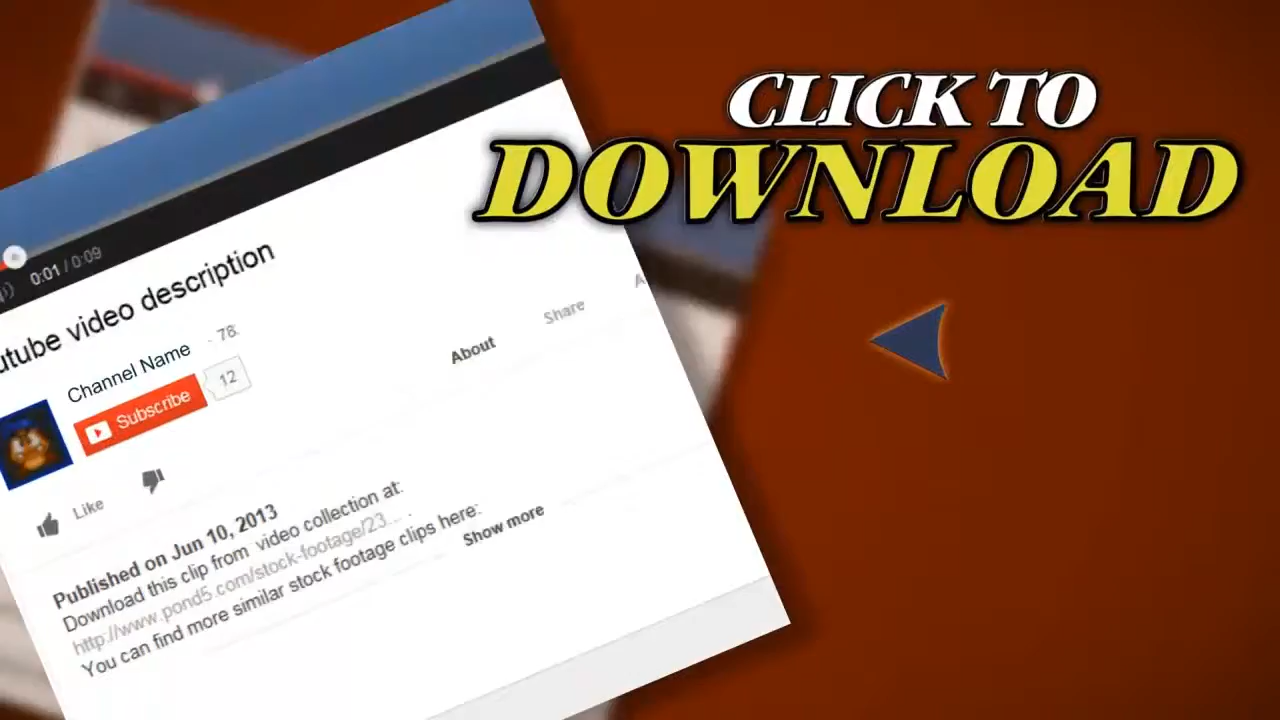 CLICK TO
DOWNLOAD
0:01 / 0:09
utube video description
Channel Name
78
Subscribe
12
About
Share
A
Like
Published on Jun 10, 2013
Download this clip from video collection at:
http://www.pond5.com/stock-footage/23...
You can find more similar stock footage clips here:
Show more